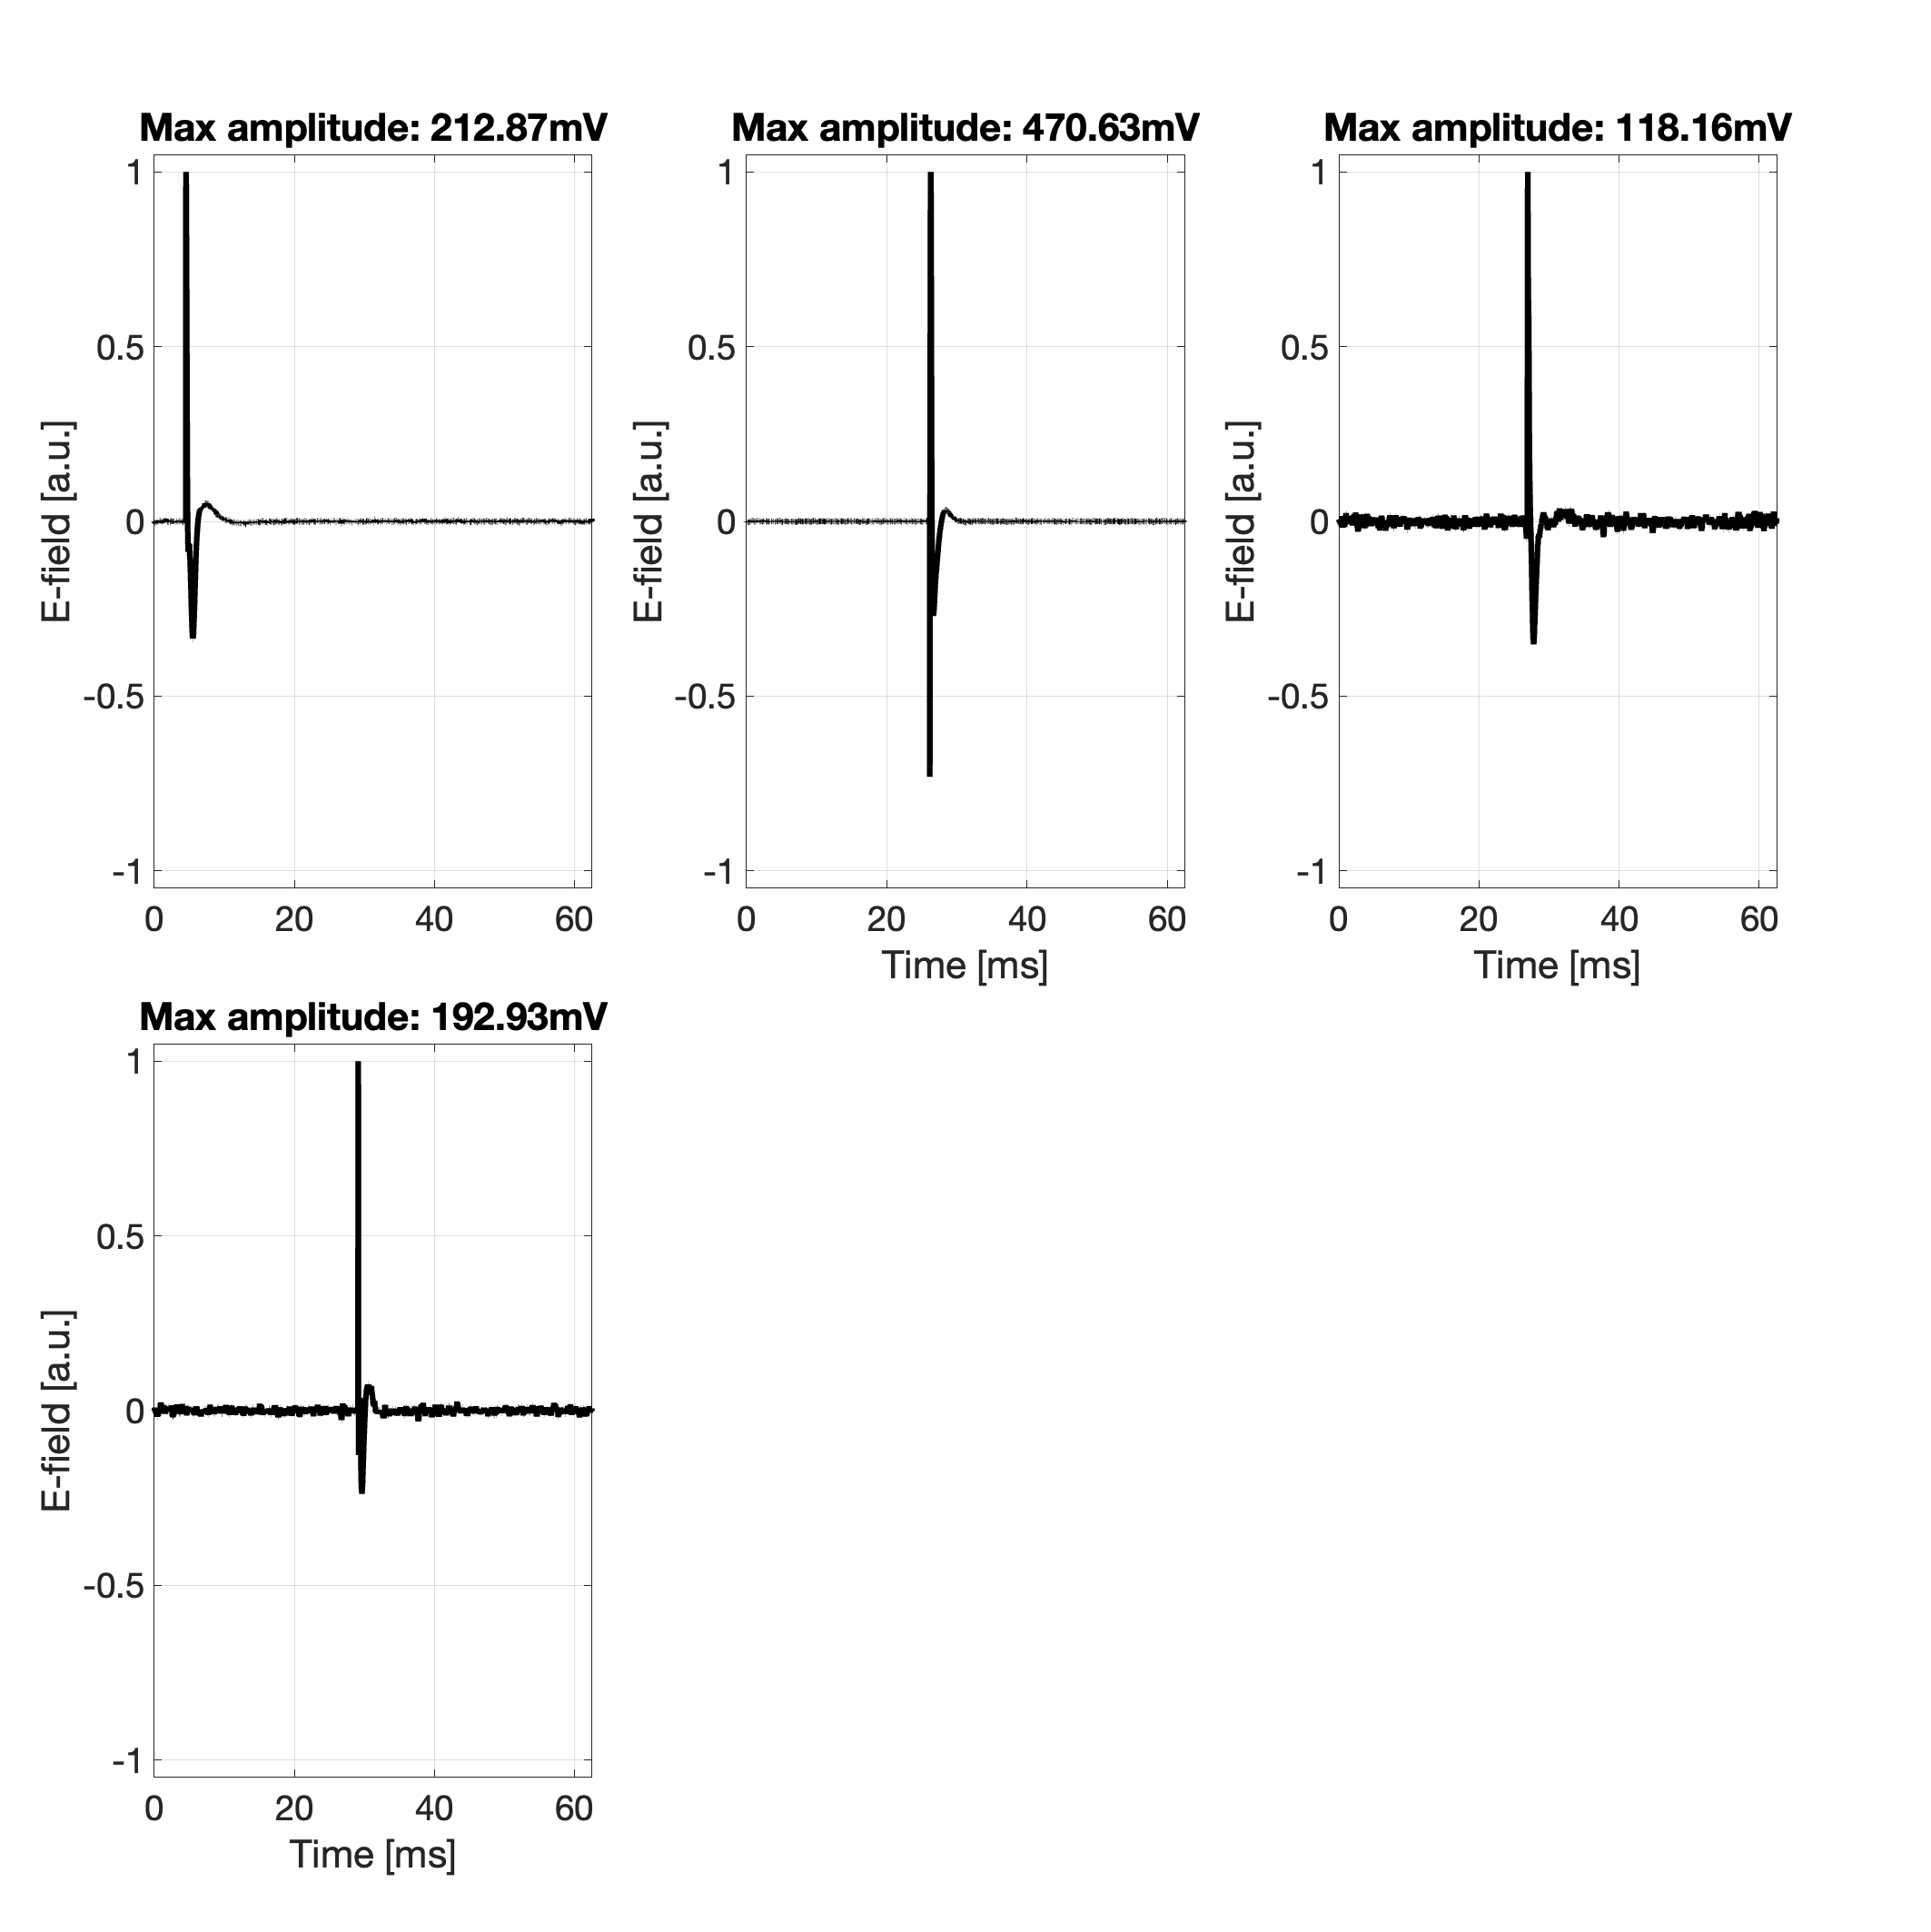 Max amplitude: 212.87mV
1
0.5
0
-0.5
-1
E-field [a.u.]
0 20 40 60
Max amplitude: 470.63mV
1
0.5
0
-0.5
-1
E-field [a.u.]
0 20 40 60
Time [ms]
Max amplitude: 118.16mV
1
0.5
0
-0.5
-1
E-field [a.u.]
0 20 40 60
Time [ms]
Max amplitude: 192.93mV
1
0.5
0
-0.5
-1
E-field [a.u.]
0 20 40 60
Time [ms]